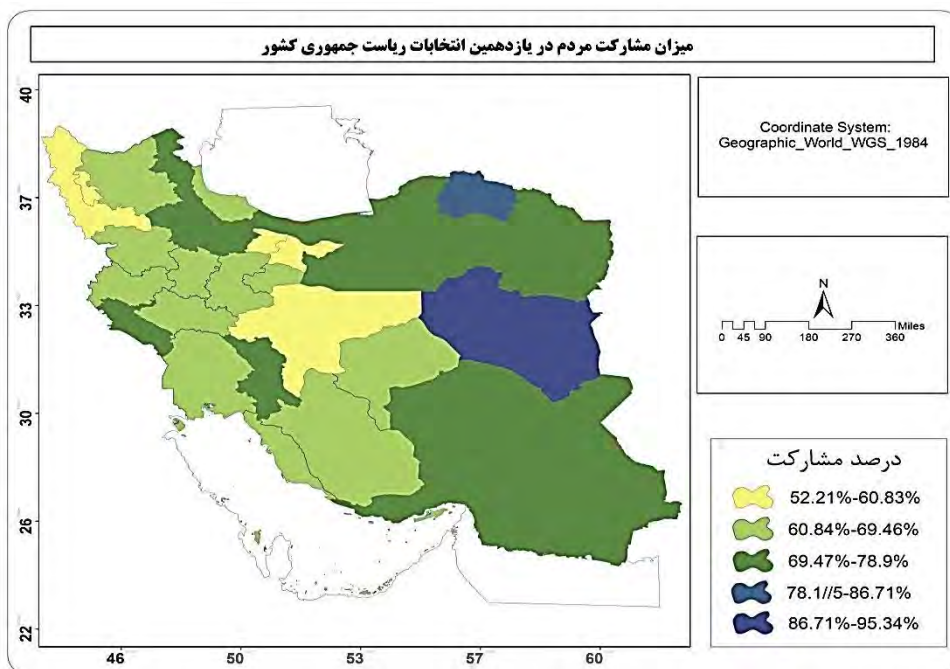 میزان مشارکت مردم در یازدهمین انتخابات ریاست جمهوری کشور
40
37
33
30
26
22
46
50
53
57
60
Coordinate System:
Geographic_World_WGS_1984
N
Miles
0 45 90 180 270 360
درصد مشارکت
52.21%-60.83%
60.84%-69.46%
69.47%-78.9%
78.1//5-86.71%
86.71%-95.34%